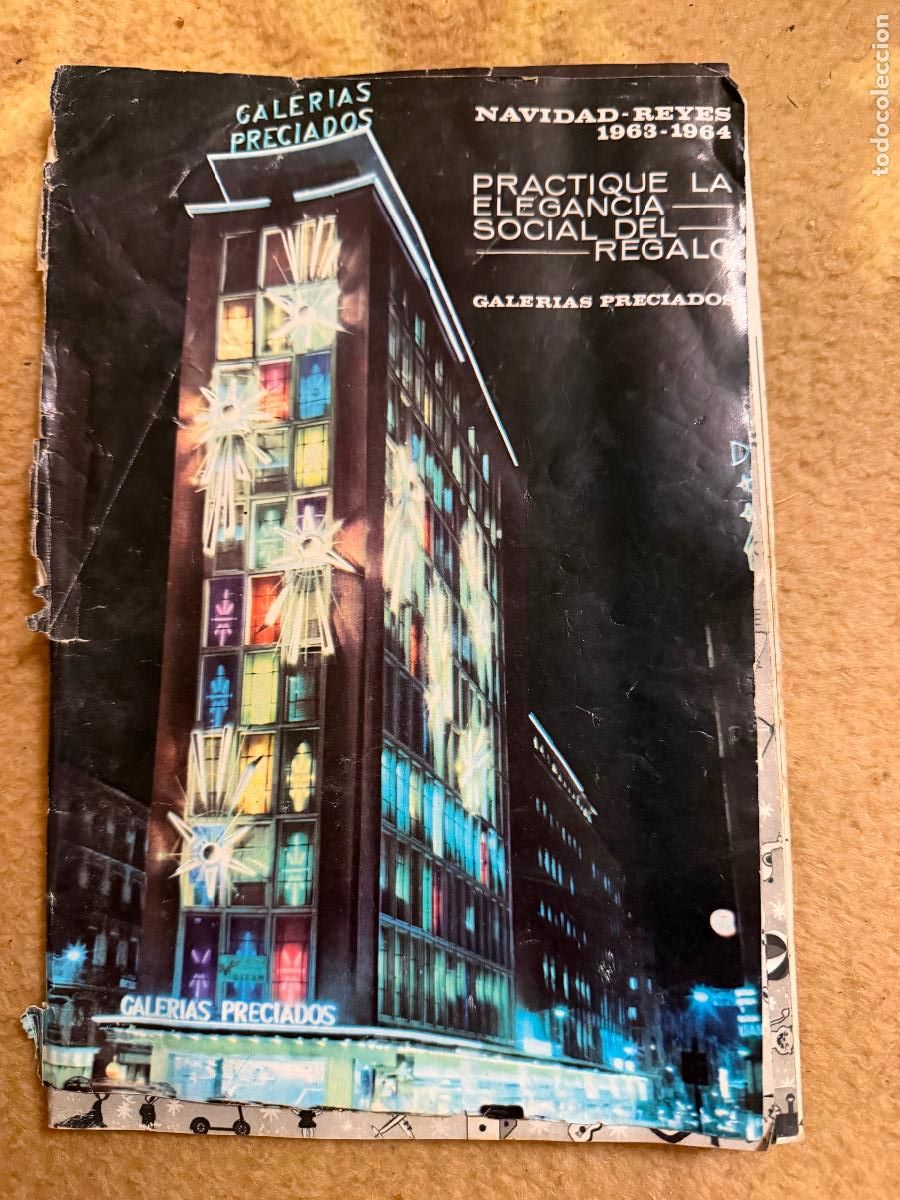 GALERIAS
PRECIADOS
NAVIDAD-REYES
1963-1964
PRACTIQUE LA
ELEGANCIA
SOCIAL DEL
REGALO
GALERIAS PRECIADOS
GALERIAS PRECIADOS
todocoleccion